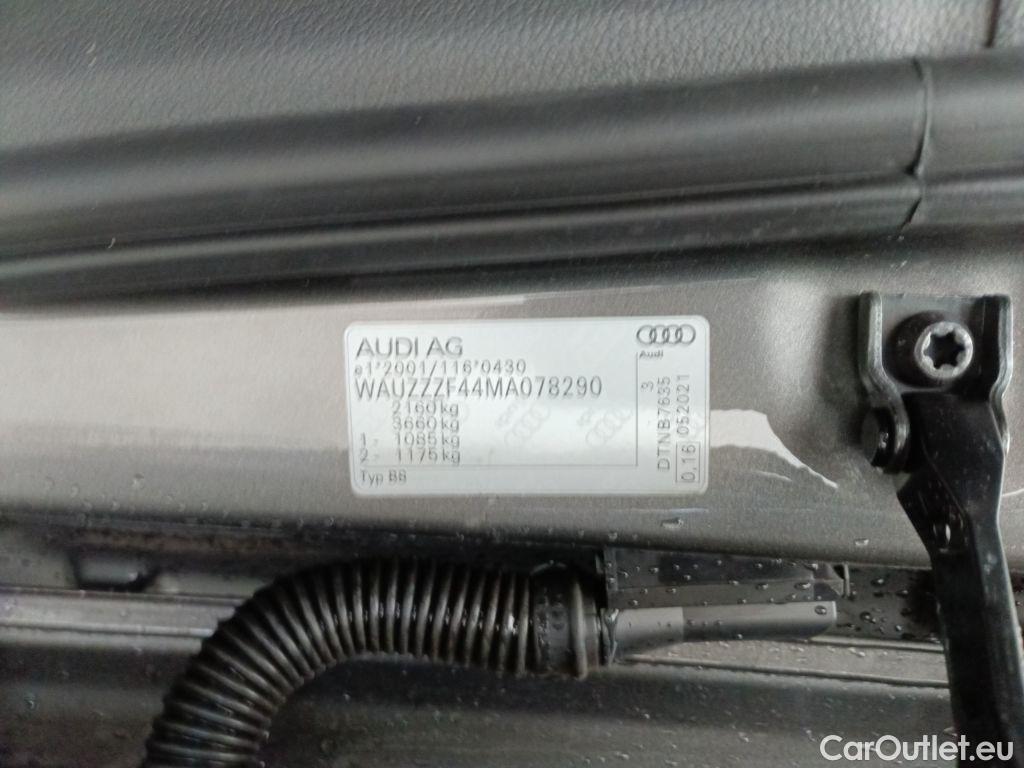 AUDI AG
Audi
e1*2001/116*0430
WAUZZZF44MA078290
2160kg
3660kg
1- 1085kg
2- 1175kg
Typ B8
DTNB7635 3
0,16 052021
CarOutlet.eu